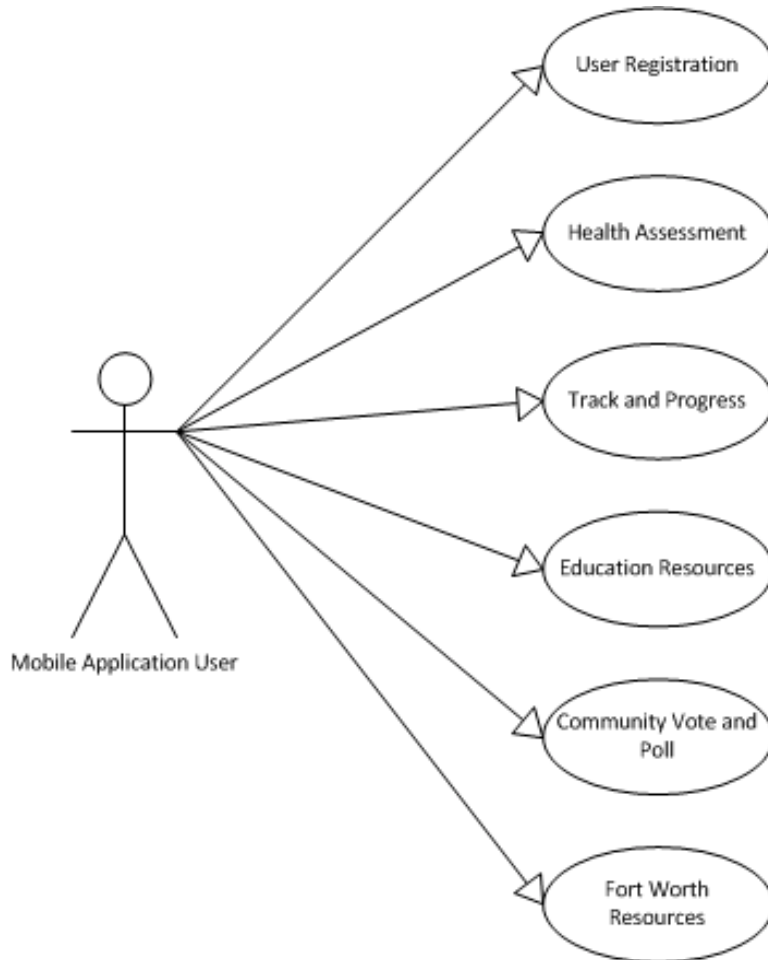 User Registration
Health Assessment
Track and Progress
Education Resources
Mobile Application User
Community Vote and
Poll
Fort Worth
Resources